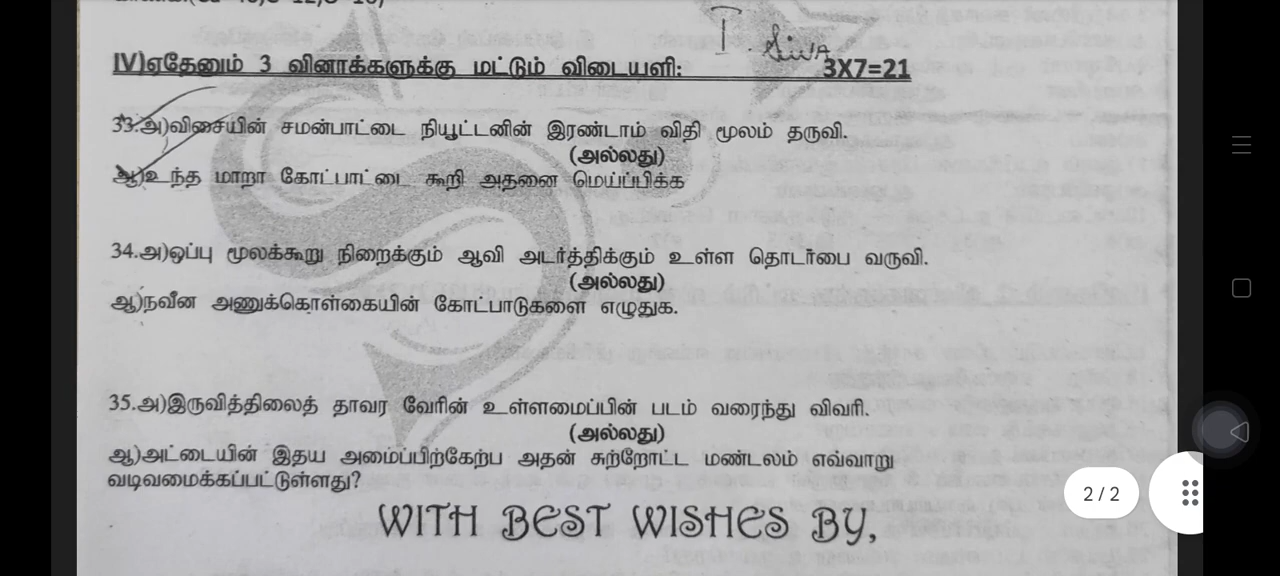 I. Siva
IV)ஏதேனும் 3 வினாக்களுக்கு மட்டும் விடையளி: 3X7=21
33.அ)விசையின் சமன்பாட்டை நியூட்டனின் இரண்டாம் விதி மூலம் தருவி.
(அல்லது)
ஆ)உந்த மாறா கோட்பாட்டை கூறி அதனை மெய்ப்பிக்க
34.அ)ஒப்பு மூலக்கூறு நிறைக்கும் ஆவி அடர்த்திக்கும் உள்ள தொடர்பை வருவி.
(அல்லது)
ஆ)நவீன அணுக்கொள்கையின் கோட்பாடுகளை எழுதுக.
35.அ)இருவித்திலைத் தாவர வேரின் உள்ளமைப்பின் படம் வரைந்து விவரி.
(அல்லது)
ஆ)அட்டையின் இதய அமைப்பிற்கேற்ப அதன் சுற்றோட்ட மண்டலம் எவ்வாறு
வடிவமைக்கப்பட்டுள்ளது?
2 / 2
WITH BEST WISHES BY,